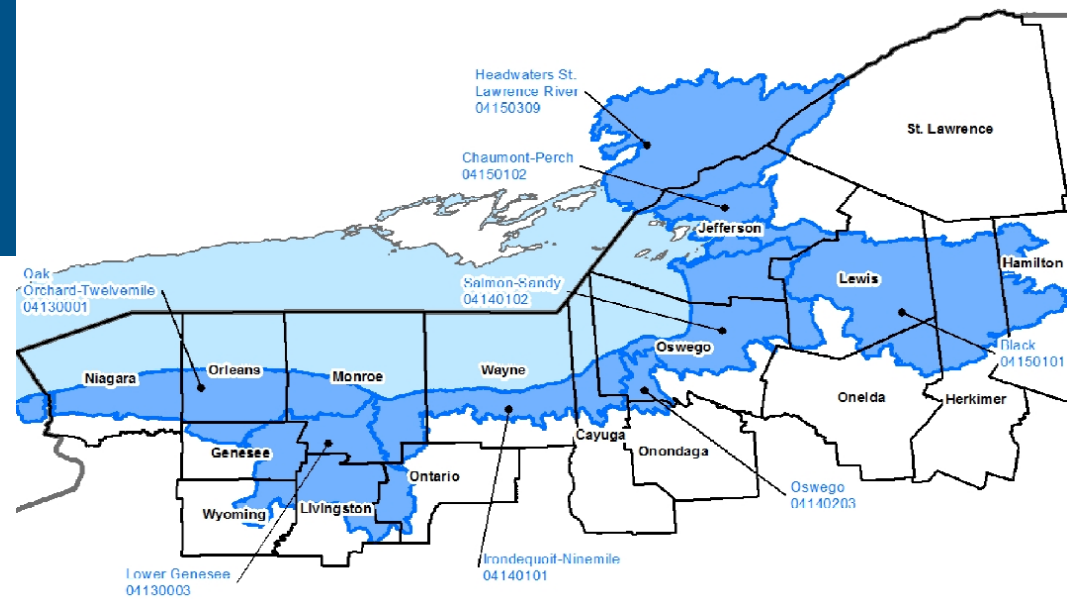 Headwaters St.
Lawrence River
04150309
St. Lawrence
Chaumont-Perch
04150102
Jefferson
Hamilton
Oak
Orchard-Twelvemile
04130001
Salmon-Sandy
04140102
Lewis
Oswego
Black
04150101
Niagara
Orleans
Monroe
Wayne
Oneida
Herkimer
Genesee
Cayuga
Onondaga
Ontario
Wyoming
Livingston
Oswego
04140203
Irondequoit-Ninemile
04140101
Lower Genesee
04130003